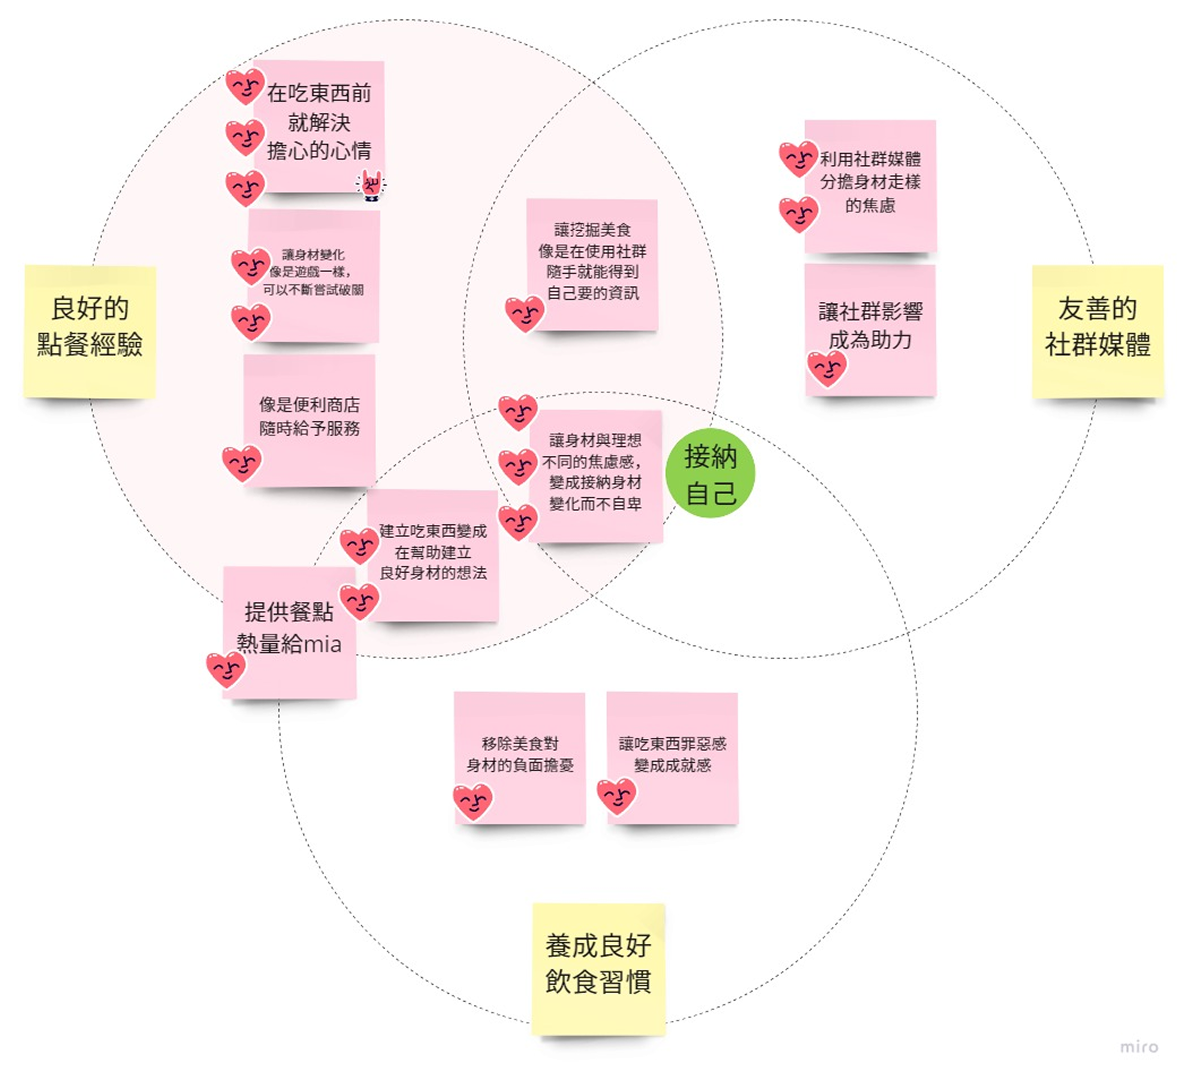 在吃東西前
就解決
擔心的心情
讓身材變化
像是遊戲一樣，
可以不斷嘗試破關
良好的
點餐經驗
像是便利商店
隨時給予服務
建立吃東西變成
在幫助建立
良好身材的想法
提供餐點
熱量給mia
讓挖掘美食
像是在使用社群
隨手就能得到
自己要的資訊
讓身材與理想
不同的焦慮感，
變成接納身材
變化而不自卑
接納
自己
利用社群媒體
分擔身材走樣
的焦慮
讓社群影響
成為助力
友善的
社群媒體
移除美食對
身材的負面擔憂
讓吃東西罪惡感
變成成就感
養成良好
飲食習慣
miro